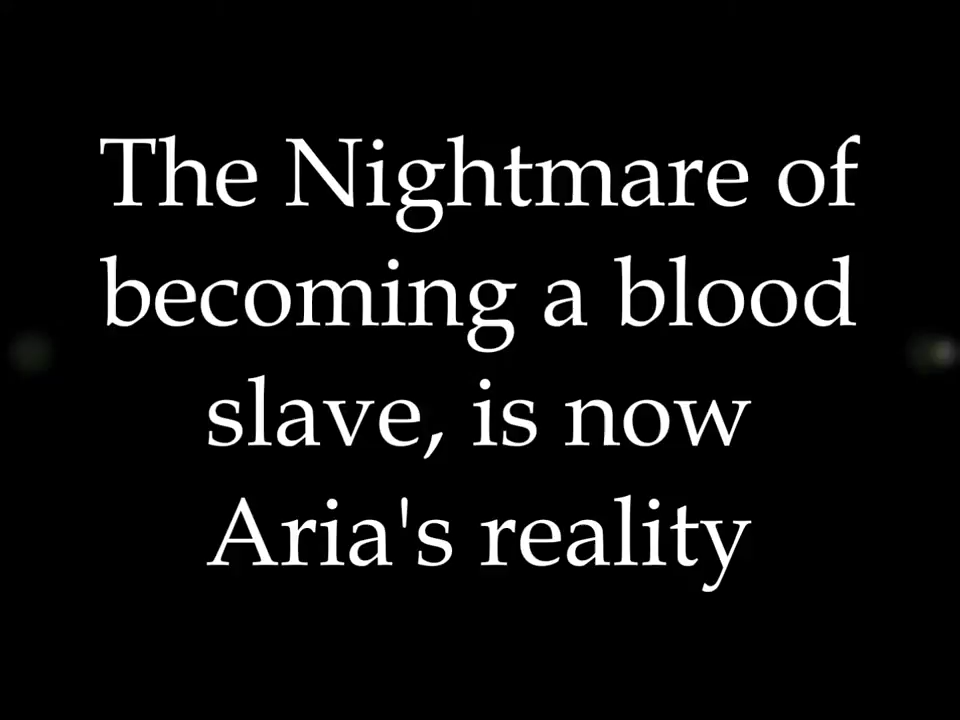 The Nightmare of
becoming a blood
slave, is now
Aria's reality